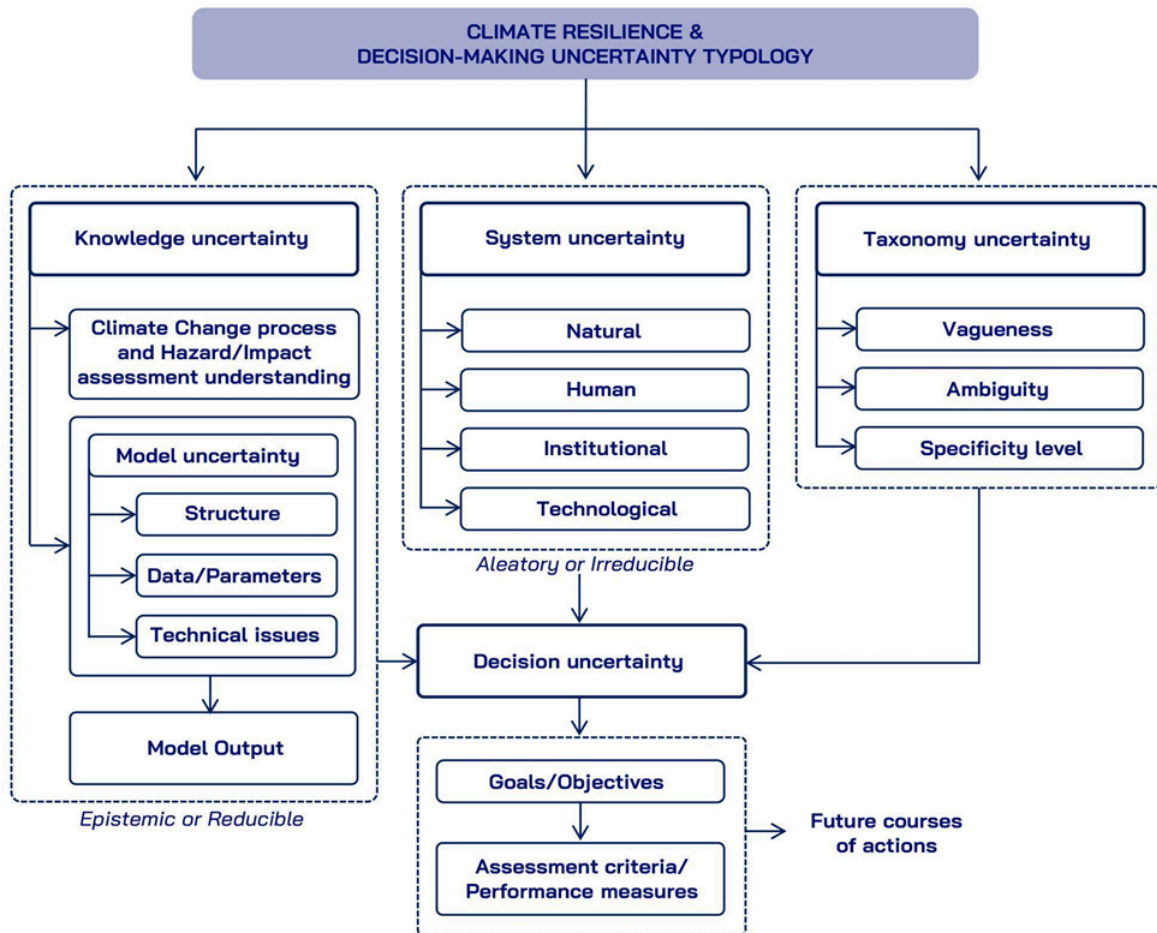 CLIMATE RESILIENCE &
DECISION-MAKING UNCERTAINTY TYPOLOGY
Knowledge uncertainty
Climate Change process
and Hazard/Impact
assessment understanding
Model uncertainty
Structure
Data/Parameters
Technical issues
Model Output
Epistemic or Reducible
System uncertainty
Natural
Human
Institutional
Technological
Aleatory or Irreducible
Taxonomy uncertainty
Vagueness
Ambiguity
Specificity level
Decision uncertainty
Goals/Objectives
Assessment criteria/
Performance measures
Future courses
of actions